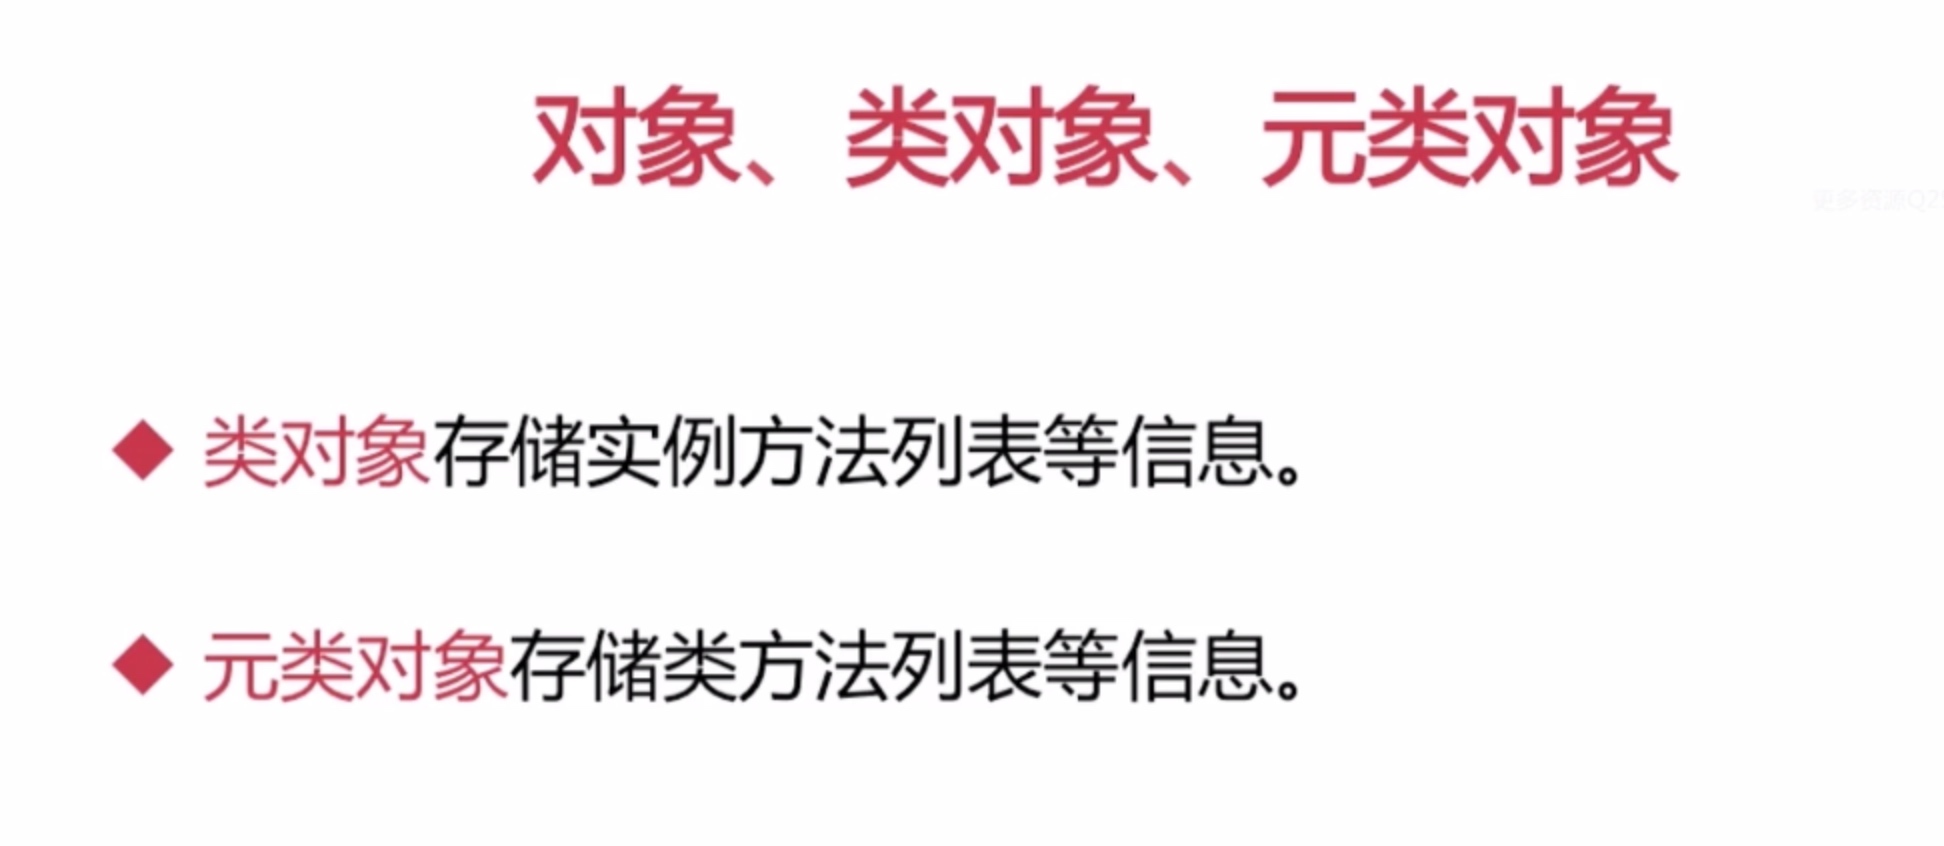 对象、类对象、元类对象
更多资源Q2
类对象存储实例方法列表等信息。
元类对象存储类方法列表等信息。